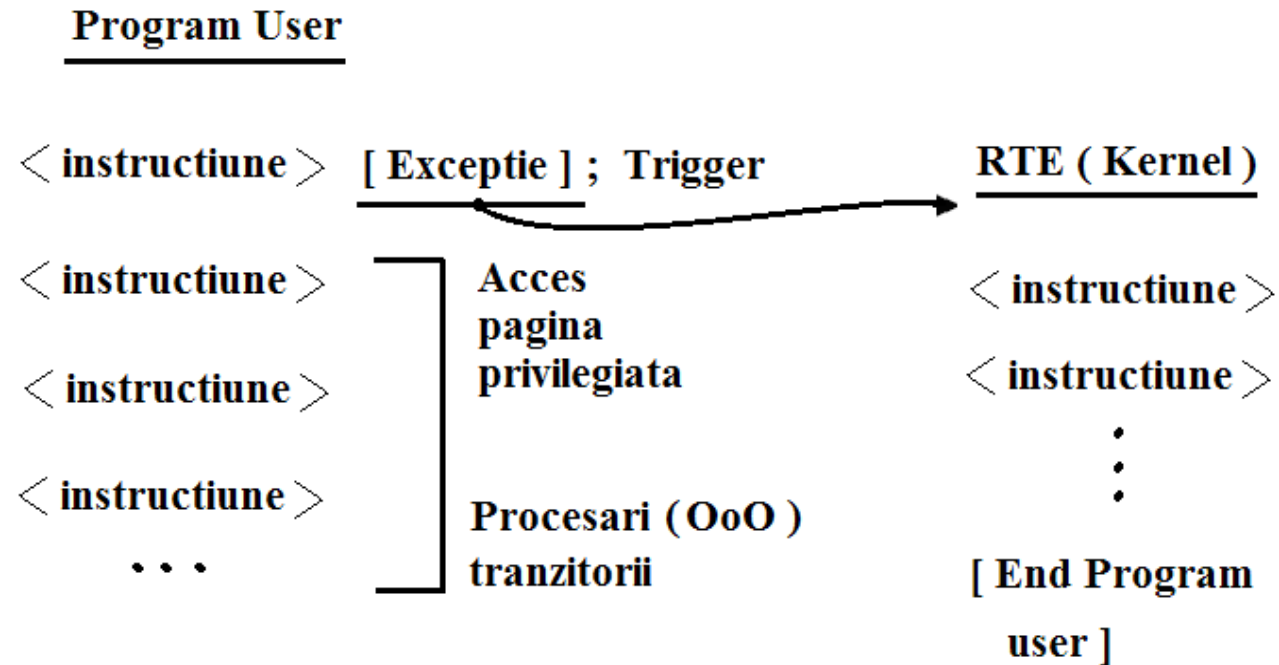 Program User
< instructiune > [ Exceptie ] ; Trigger
RTE ( Kernel )
< instructiune >
Acces
pagina
privilegiata
< instructiune >
< instructiune >
< instructiune >
< instructiune >
Procesari ( OoO )
tranzitorii
. . .
[ End Program
user ]